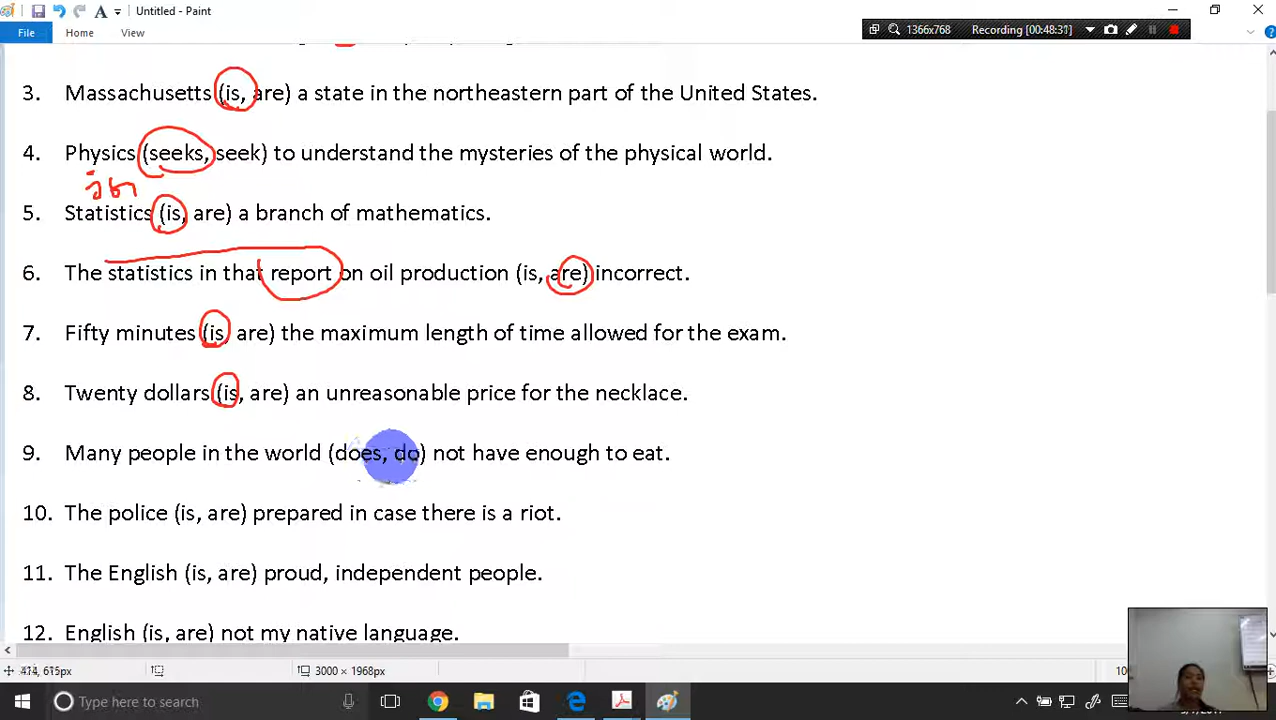 Untitled - Paint
File Home View
1366x768 Recording [00:48:31]
3. Massachusetts (is, are) a state in the northeastern part of the United States.
4. Physics (seeks, seek) to understand the mysteries of the physical world.
5. Statistics (is, are) a branch of mathematics.
6. The statistics in that report on oil production (is, are) incorrect.
7. Fifty minutes (is, are) the maximum length of time allowed for the exam.
8. Twenty dollars (is, are) an unreasonable price for the necklace.
9. Many people in the world (does, do) not have enough to eat.
10. The police (is, are) prepared in case there is a riot.
11. The English (is, are) proud, independent people.
12. English (is, are) not my native language.
474, 615px 3000 × 1968px
Type here to search